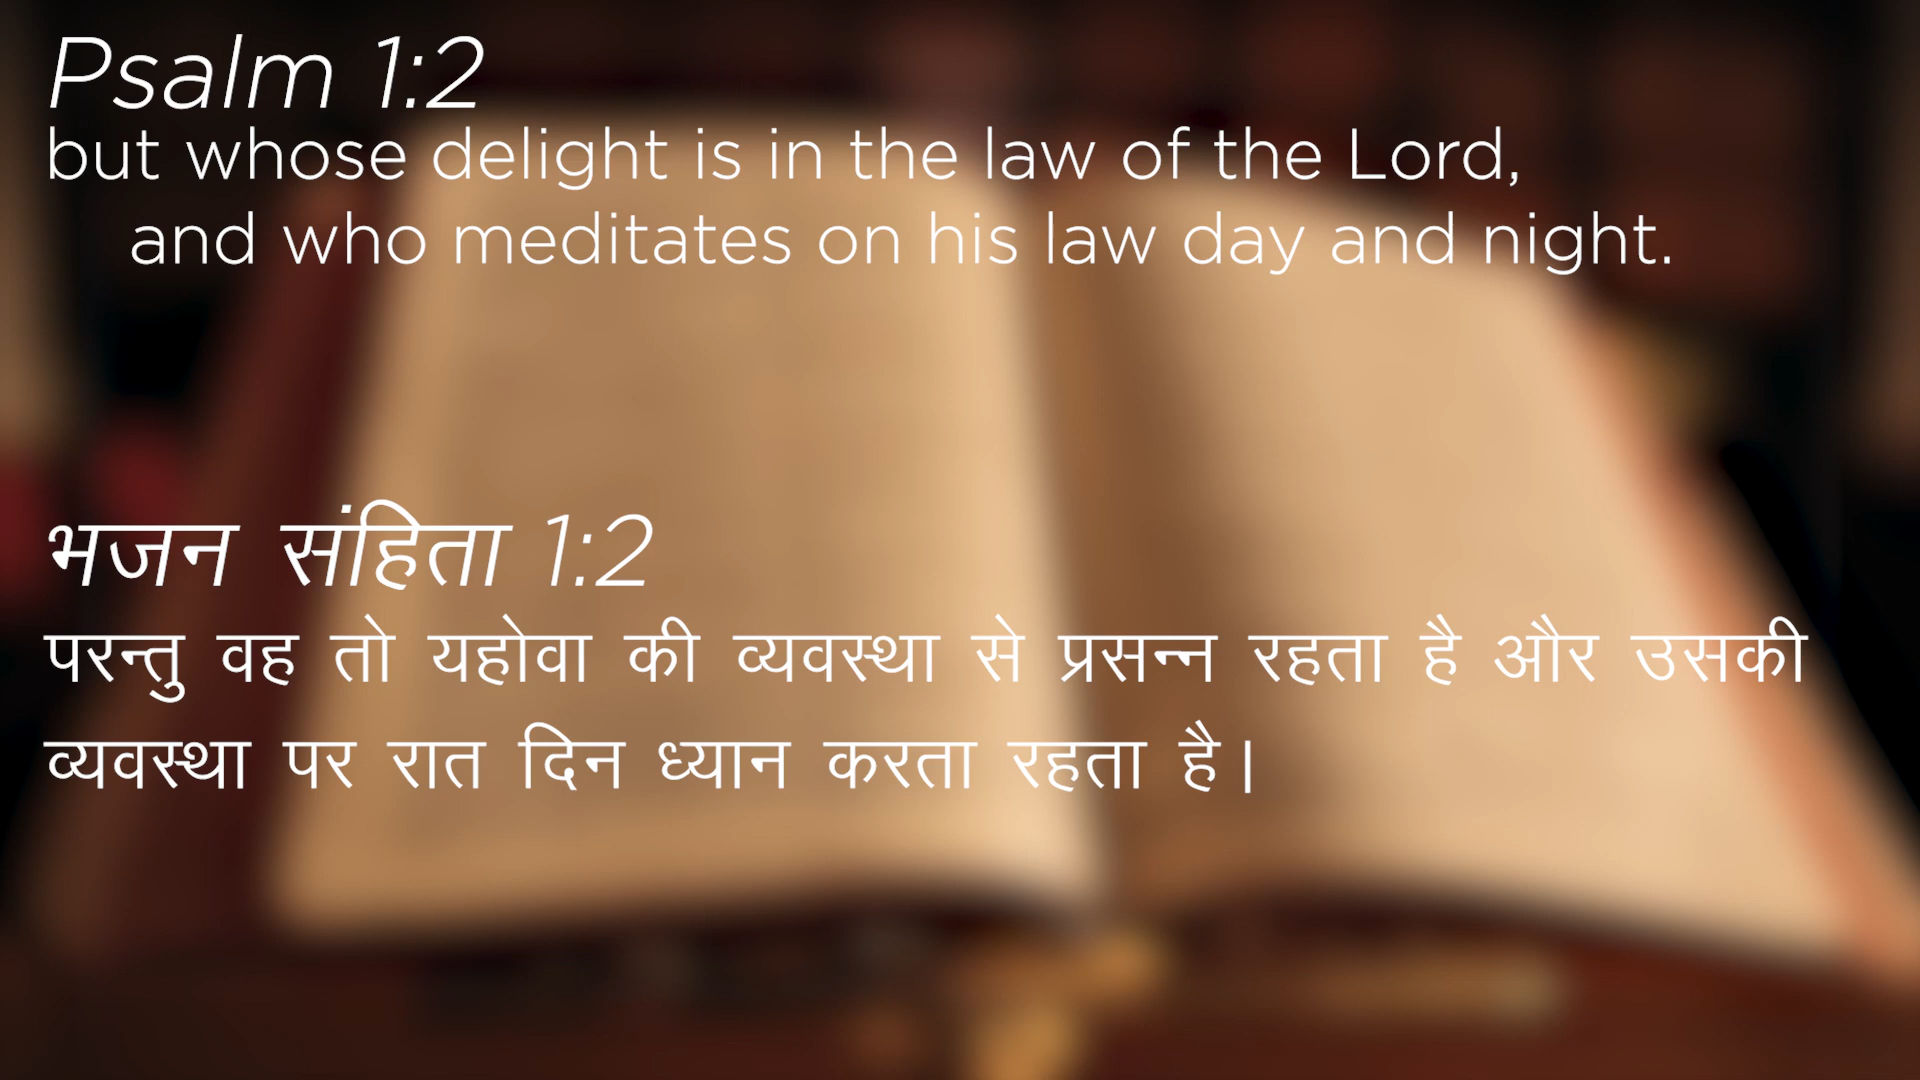 Psalm 1:2
but whose delight is in the law of the Lord,
and who meditates on his law day and night.
भजन संहिता 1:2
परन्तु वह तो यहोवा की व्यवस्था से प्रसन्न रहता है और उसकी
व्यवस्था पर रात दिन ध्यान करता रहता है।